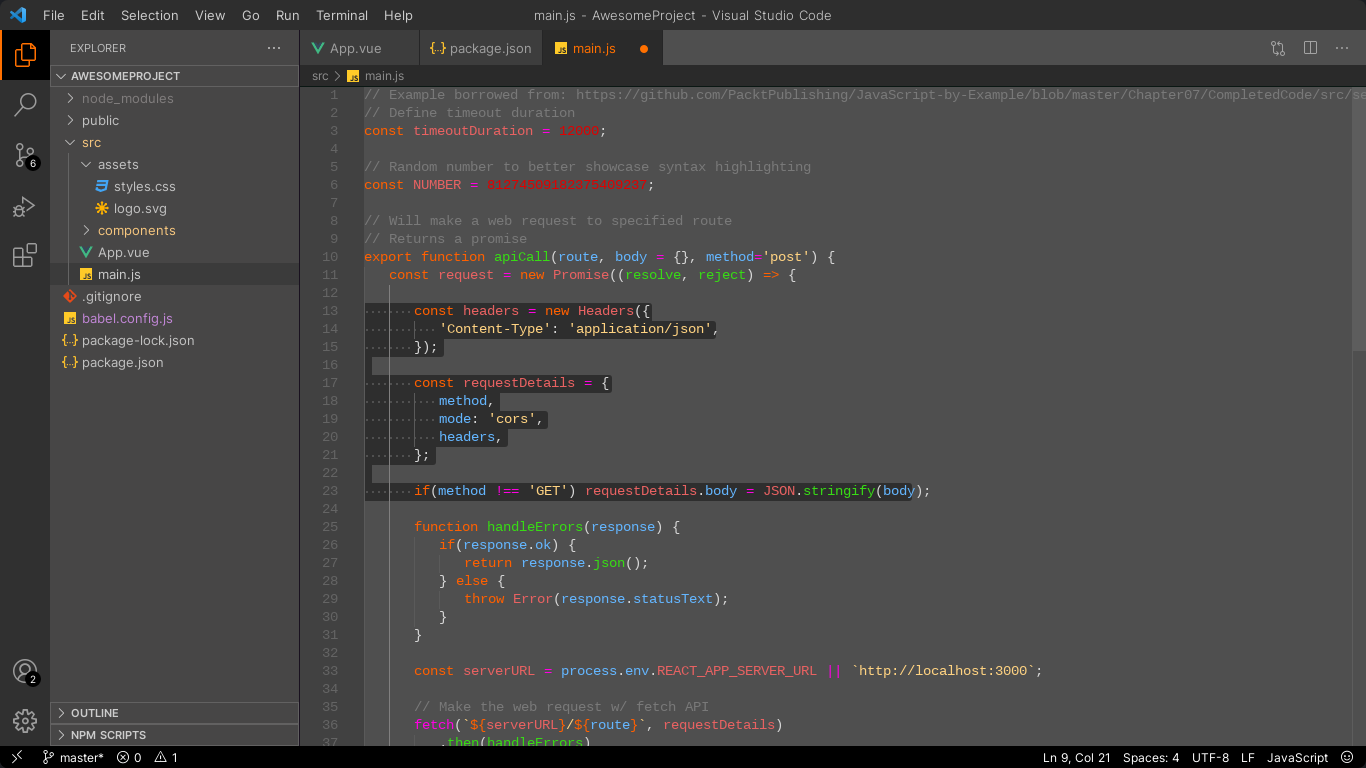 File Edit Selection View Go Run Terminal Help
main.js - AwesomeProject - Visual Studio Code
EXPLORER
AWESOMEPROJECT
node_modules
public
src
assets
styles.css
logo.svg
components
App.vue
main.js
.gitignore
babel.config.js
package-lock.json
package.json
OUTLINE
NPM SCRIPTS
6
2
App.vue
package.json
main.js
src > main.js
1 // Example borrowed from: https://github.com/PacktPublishing/JavaScript-by-Example/blob/master/Chapter07/CompletedCode/src/se
2 // Define timeout duration
3 const timeoutDuration = 12000;
4
5 // Random number to better showcase syntax highlighting
6 const NUMBER = 81274509182375409237;
7
8 // Will make a web request to specified route
9 // Returns a promise
10 export function apiCall(route, body = {}, method='post') {
11 const request = new Promise((resolve, reject) => {
12
13 const headers = new Headers({
14 'Content-Type': 'application/json',
15 });
16
17 const requestDetails = {
18 method,
19 mode: 'cors',
20 headers,
21 };
22
23 if(method !== 'GET') requestDetails.body = JSON.stringify(body);
24
25 function handleErrors(response) {
26 if(response.ok) {
27 return response.json();
28 } else {
29 throw Error(response.statusText);
30 }
31 }
32
33 const serverURL = process.env.REACT_APP_SERVER_URL || `http://localhost:3000`;
34
35 // Make the web request w/ fetch API
36 fetch(`${serverURL}/${route}`, requestDetails)
37 .then(handleErrors)
master* 0 1
Ln 9, Col 21 Spaces: 4 UTF-8 LF JavaScript